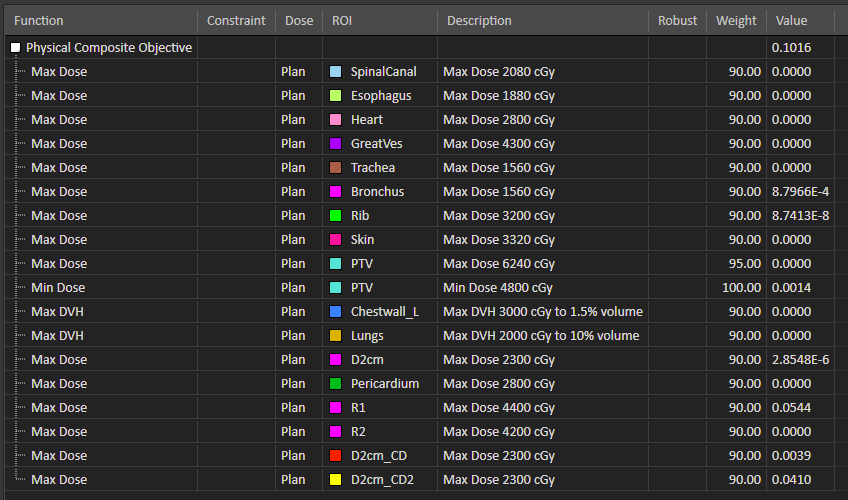 Function Constraint Dose ROI Description Robust Weight Value
Physical Composite Objective 0.1016
Max Dose Plan SpinalCanal Max Dose 2080 cGy 90.00 0.0000
Max Dose Plan Esophagus Max Dose 1880 cGy 90.00 0.0000
Max Dose Plan Heart Max Dose 2800 cGy 90.00 0.0000
Max Dose Plan GreatVes Max Dose 4300 cGy 90.00 0.0000
Max Dose Plan Trachea Max Dose 1560 cGy 90.00 0.0000
Max Dose Plan Bronchus Max Dose 1560 cGy 90.00 8.7966E-4
Max Dose Plan Rib Max Dose 3200 cGy 90.00 8.7413E-8
Max Dose Plan Skin Max Dose 3320 cGy 90.00 0.0000
Max Dose Plan PTV Max Dose 6240 cGy 95.00 0.0000
Min Dose Plan PTV Min Dose 4800 cGy 100.00 0.0014
Max DVH Plan Chestwall_L Max DVH 3000 cGy to 1.5% volume 90.00 0.0000
Max DVH Plan Lungs Max DVH 2000 cGy to 10% volume 90.00 0.0000
Max Dose Plan D2cm Max Dose 2300 cGy 90.00 2.8548E-6
Max Dose Plan Pericardium Max Dose 2800 cGy 90.00 0.0000
Max Dose Plan R1 Max Dose 4400 cGy 90.00 0.0544
Max Dose Plan R2 Max Dose 4200 cGy 90.00 0.0000
Max Dose Plan D2cm_CD Max Dose 2300 cGy 90.00 0.0039
Max Dose Plan D2cm_CD2 Max Dose 2300 cGy 90.00 0.0410